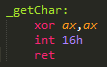 _getChar:
xor ax,ax
int 16h
ret